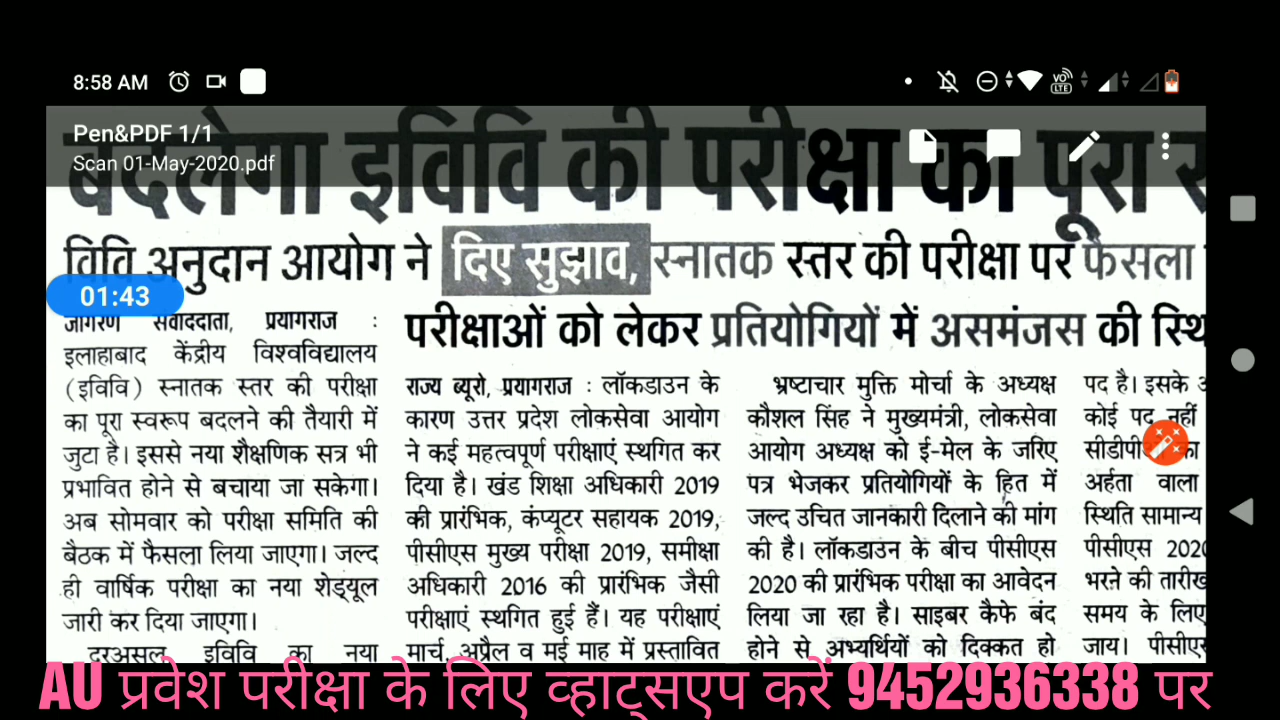 8:58 AM
Pen&PDF 1/1
Scan 01-May-2020.pdf
बदलेगा इविवि की परीक्षा का पूरा
विवि अनुदान आयोग ने दिए सुझाव, स्नातक स्तर की परीक्षा पर फैसला
01:43
जागरण संवाददाता, प्रयागराज :
इलाहाबाद केंद्रीय विश्वविद्यालय
(इविवि) स्नातक स्तर की परीक्षा
का पूरा स्वरूप बदलने की तैयारी में
जुटा है। इससे नया शैक्षणिक सत्र भी
प्रभावित होने से बचाया जा सकेगा।
अब सोमवार को परीक्षा समिति की
बैठक में फैसला लिया जाएगा। जल्द
ही वार्षिक परीक्षा का नया शेड्यूल
जारी कर दिया जाएगा।
दरअसल इविवि का नया
परीक्षाओं को लेकर प्रतियोगियों में असमंजस की
राज्य ब्यूरो, प्रयागराज : लॉकडाउन के
कारण उत्तर प्रदेश लोकसेवा आयोग
ने कई महत्वपूर्ण परीक्षाएं स्थगित कर
दिया है। खंड शिक्षा अधिकारी 2019
की प्रारंभिक, कंप्यूटर सहायक 2019,
पीसीएस मुख्य परीक्षा 2019, समीक्षा
अधिकारी 2016 की प्रारंभिक जैसी
परीक्षाएं स्थगित हुई हैं। यह परीक्षाएं
मार्च, अप्रैल व मई माह में प्रस्तावित
भ्रष्टाचार मुक्ति मोर्चा के अध्यक्ष
कौशल सिंह ने मुख्यमंत्री, लोकसेवा
आयोग अध्यक्ष को ई-मेल के जरिए
पत्र भेजकर प्रतियोगियों के हित में
जल्द उचित जानकारी दिलाने की मांग
की है। लॉकडाउन के बीच पीसीएस
2020 की प्रारंभिक परीक्षा का आवेदन
लिया जा रहा है। साइबर कैफे बंद
होने से अभ्यर्थियों को दिक्कत हो
पद है। इसके
कोई पद नहीं
का
अर्हता वाला
स्थिति सामान्य
पीसीएस
भरने की
समय के
जाय।
AU प्रवेश परीक्षा के लिए व्हाट्सएप करें 9452936338 पर